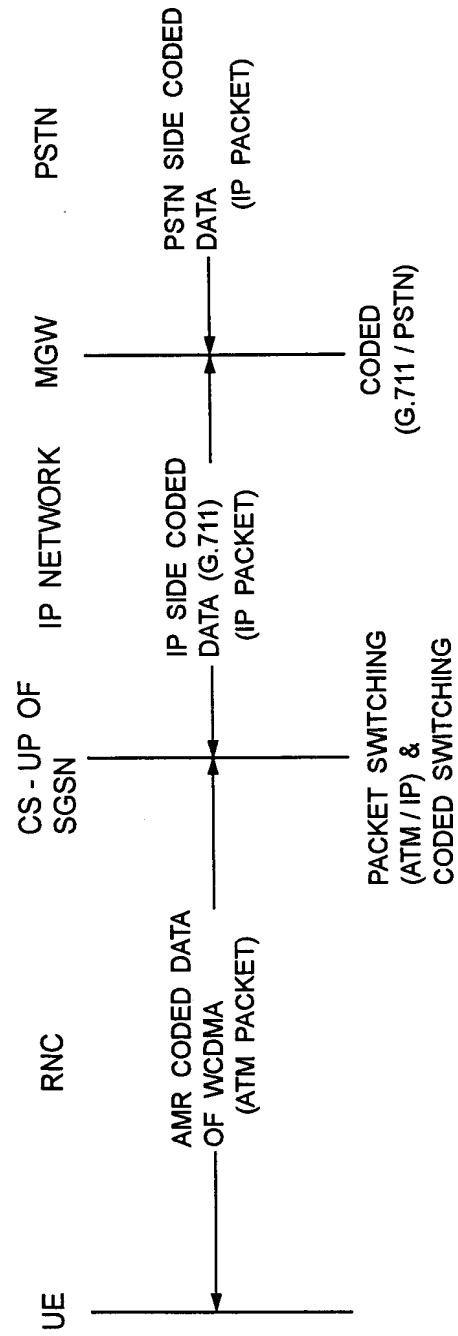 UE
RNC
CS - UP OF
SGSN
IP NETWORK
MGW
PSTN
AMR CODED DATA
OF WCDMA
(ATM PACKET)
IP SIDE CODED
DATA (G.711)
(IP PACKET)
PSTN SIDE CODED
DATA
(IP PACKET)
PACKET SWITCHING
(ATM / IP) &
CODED SWITCHING
CODED
(G.711 / PSTN)